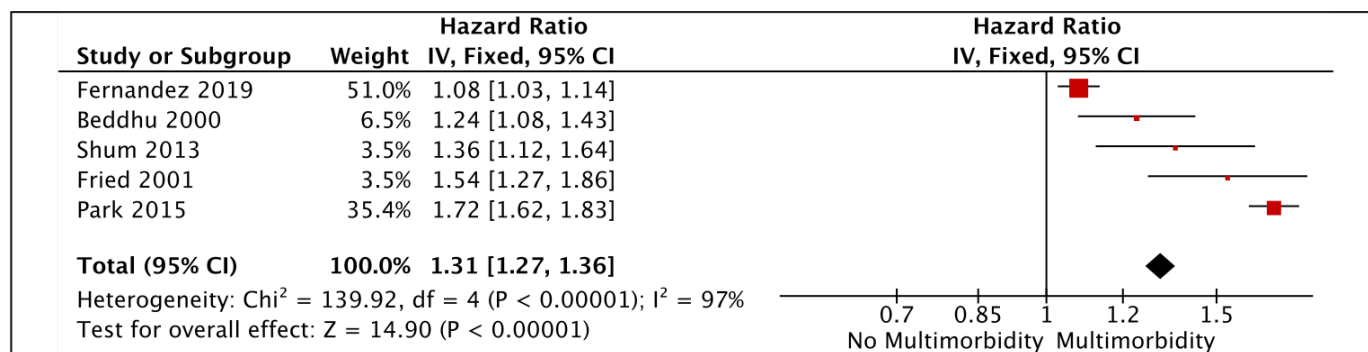 Hazard Ratio Hazard Ratio
Study or Subgroup Weight IV, Fixed, 95% CI IV, Fixed, 95% CI
Fernandez 2019 51.0% 1.08 [1.03, 1.14]
Beddhu 2000 6.5% 1.24 [1.08, 1.43]
Shum 2013 3.5% 1.36 [1.12, 1.64]
Fried 2001 3.5% 1.54 [1.27, 1.86]
Park 2015 35.4% 1.72 [1.62, 1.83]
Total (95% CI) 100.0% 1.31 [1.27, 1.36]
Heterogeneity: Chi² = 139.92, df = 4 (P < 0.00001); I² = 97%
Test for overall effect: Z = 14.90 (P < 0.00001)
0.7 0.85 1 1.2 1.5
No Multimorbidity Multimorbidity